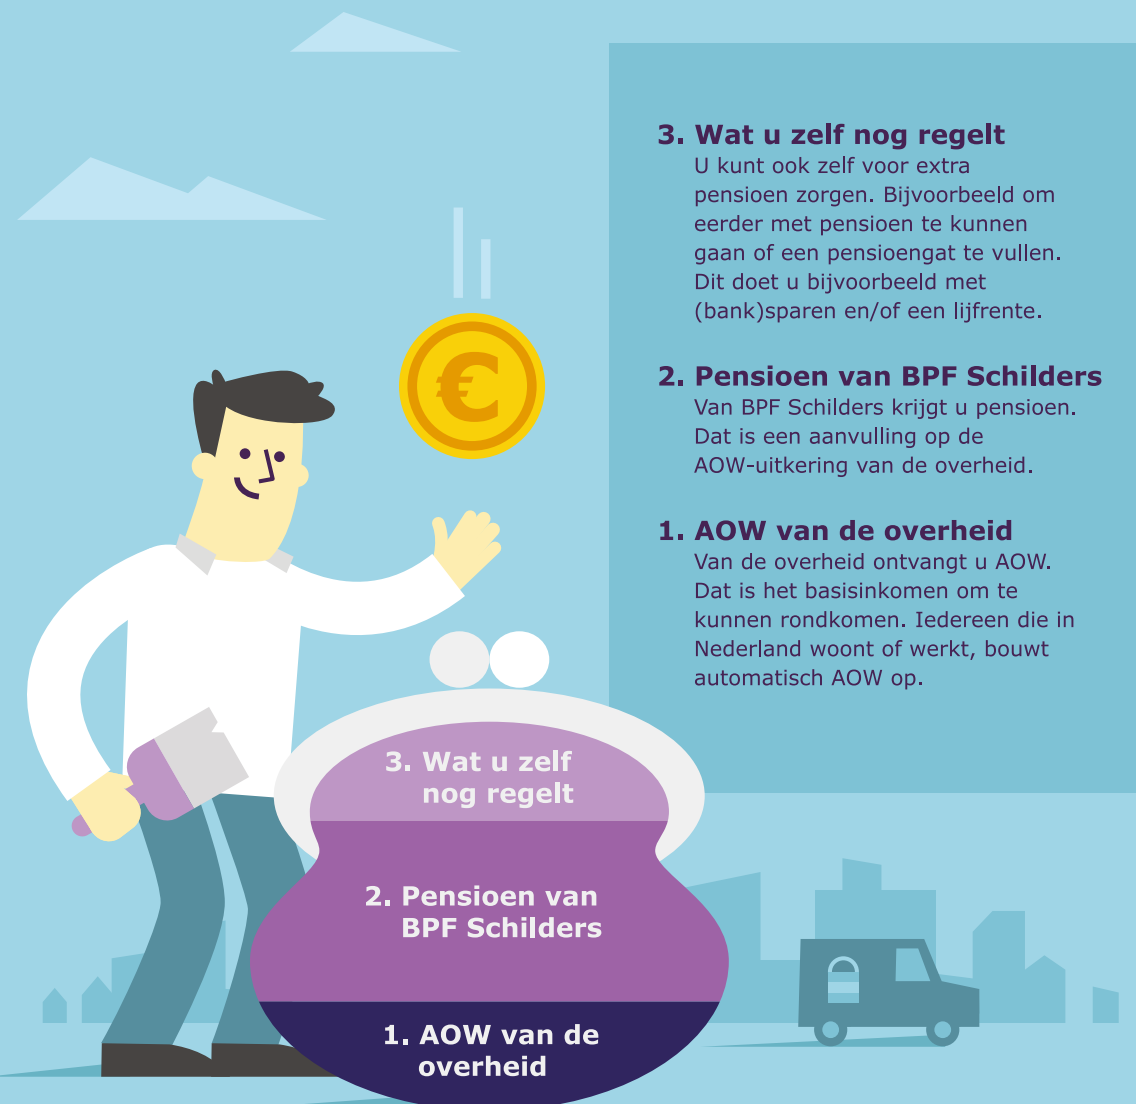 3. Wat u zelf nog regelt
U kunt ook zelf voor extra
pensioen zorgen. Bijvoorbeeld om
eerder met pensioen te kunnen
gaan of een pensioengat te vullen.
Dit doet u bijvoorbeeld met
(bank)sparen en/of een lijfrente.
2. Pensioen van BPF Schilders
Van BPF Schilders krijgt u pensioen.
Dat is een aanvulling op de
AOW-uitkering van de overheid.
1. AOW van de overheid
Van de overheid ontvangt u AOW.
Dat is het basisinkomen om te
kunnen rondkomen. Iedereen die in
Nederland woont of werkt, bouwt
automatisch AOW op.
€
3. Wat u zelf
nog regelt
2. Pensioen van
BPF Schilders
1. AOW van de
overheid